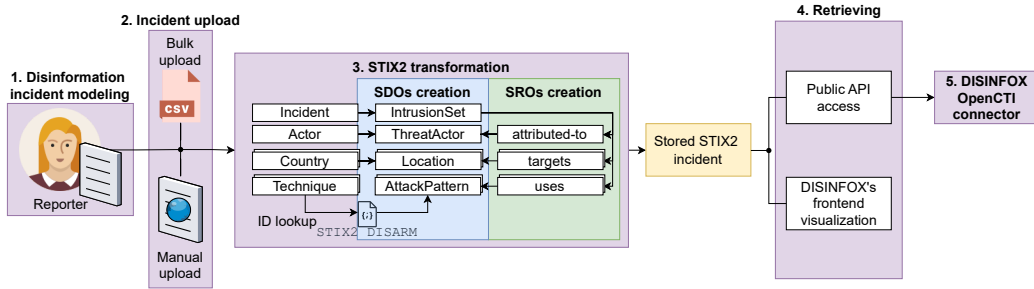 1. Disinformation
incident modeling
Reporter
2. Incident upload
Bulk
upload
CSV
Manual
upload
3. STIX2 transformation
SDOs creation
SROs creation
Incident
IntrusionSet
Actor
ThreatActor
attributed-to
Country
Location
targets
Technique
AttackPattern
uses
ID lookup
{;}
STIX2 DISARM
Stored STIX2
incident
4. Retrieving
Public API
access
DISINFOX's
frontend
visualization
5. DISINFOX
OpenCTI
connector